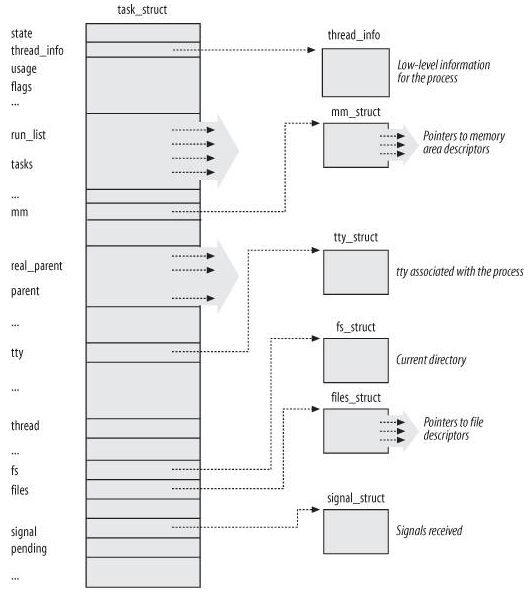 task_struct
state
thread_info
usage
flags
...
run_list
tasks
...
mm
real_parent
parent
...
tty
...
thread
...
fs
files
signal
pending
...
thread_info
Low-level information
for the process
mm_struct
Pointers to memory
area descriptors
tty_struct
tty associated with the process
fs_struct
Current directory
files_struct
Pointers to file
descriptors
signal_struct
Signals received